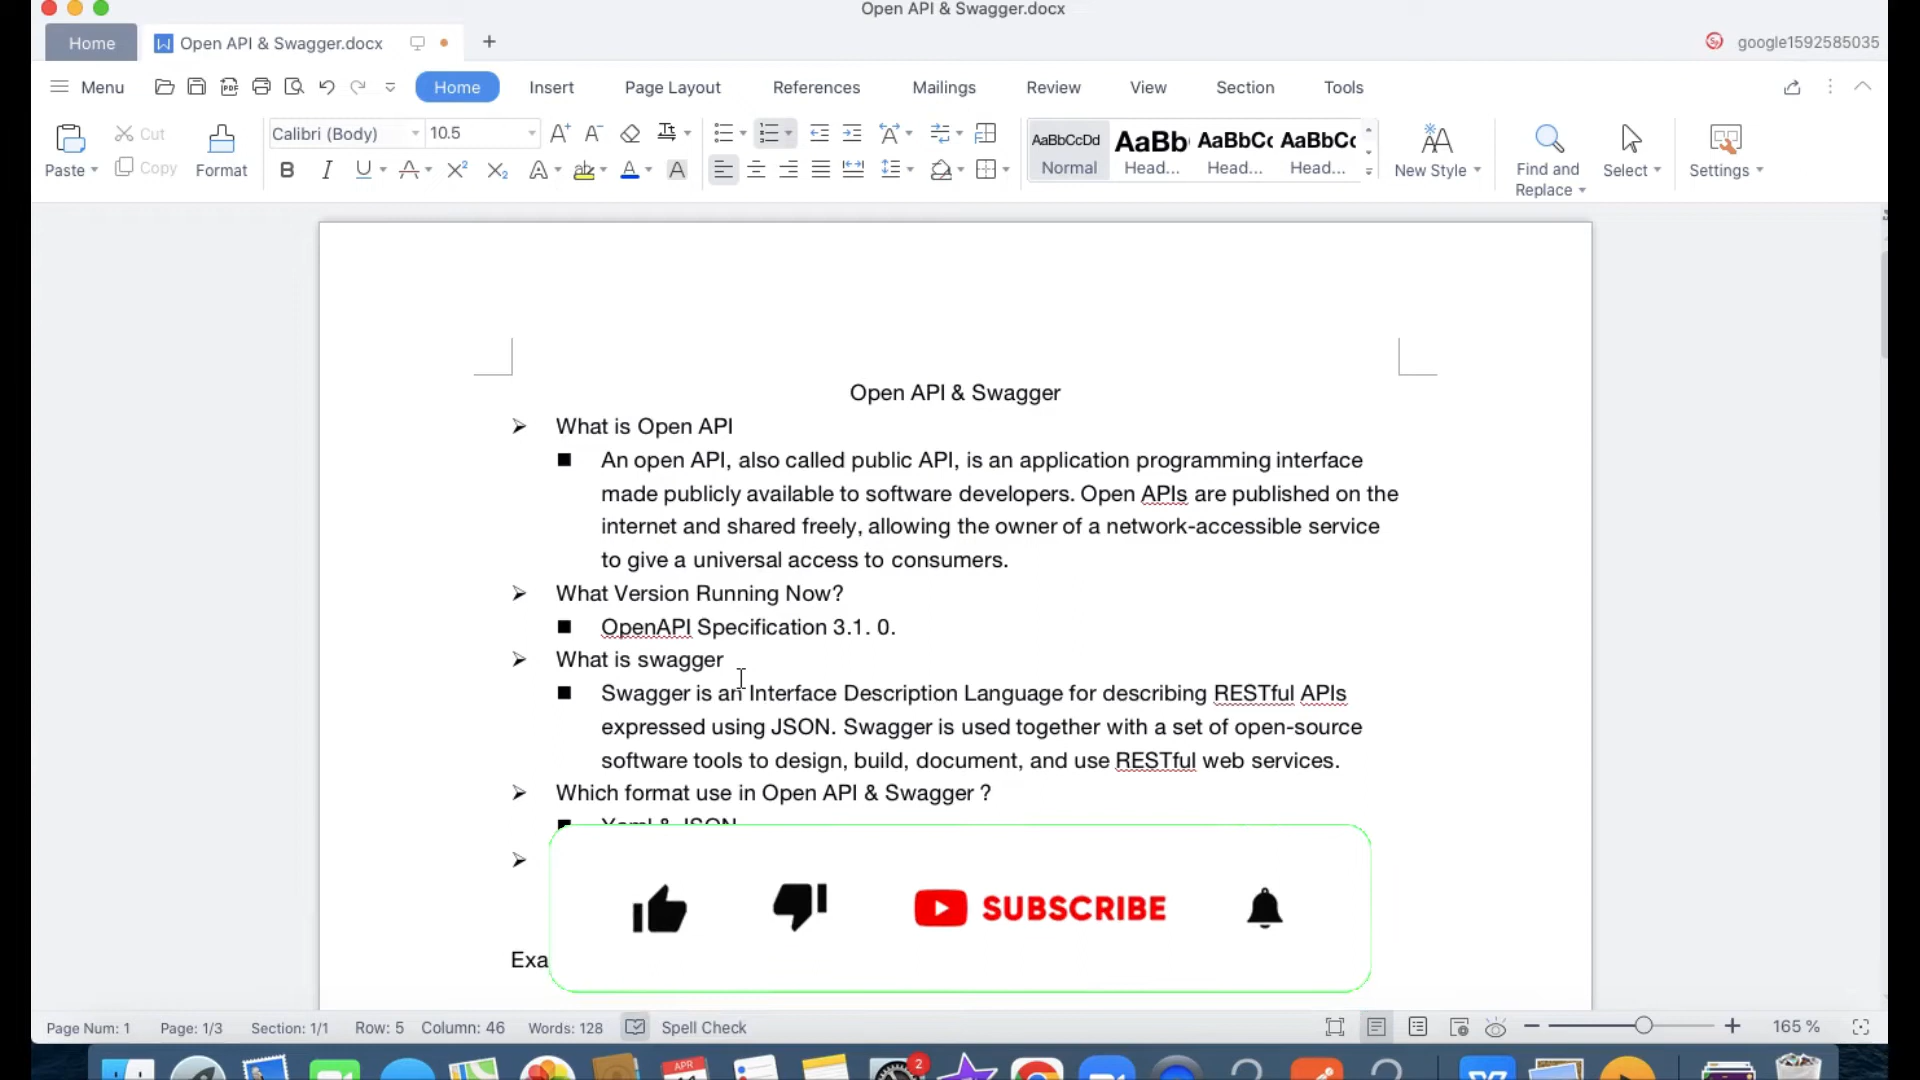 Open API & Swagger.docx
Home
Open API & Swagger.docx
google1592585035
Menu
Home
Insert
Page Layout
References
Mailings
Review
View
Section
Tools
Paste
Cut
Copy
Format
Calibri (Body)
10.5
AaBbCcDd
Normal
AaBb
Head...
AaBbCc
Head...
AaBbCc
Head...
New Style
Find and
Replace
Select
Settings
Open API & Swagger
What is Open API
An open API, also called public API, is an application programming interface
made publicly available to software developers. Open APIs are published on the
internet and shared freely, allowing the owner of a network-accessible service
to give a universal access to consumers.
What Version Running Now?
OpenAPI Specification 3.1. 0.
What is swagger
Swagger is an Interface Description Language for describing RESTful APIs
expressed using JSON. Swagger is used together with a set of open-source
software tools to design, build, document, and use RESTful web services.
Which format use in Open API & Swagger ?
Yaml & JSON
SUBSCRIBE
Exa
Page Num: 1
Page: 1/3
Section: 1/1
Row: 5
Column: 46
Words: 128
Spell Check
165 %
APR
2